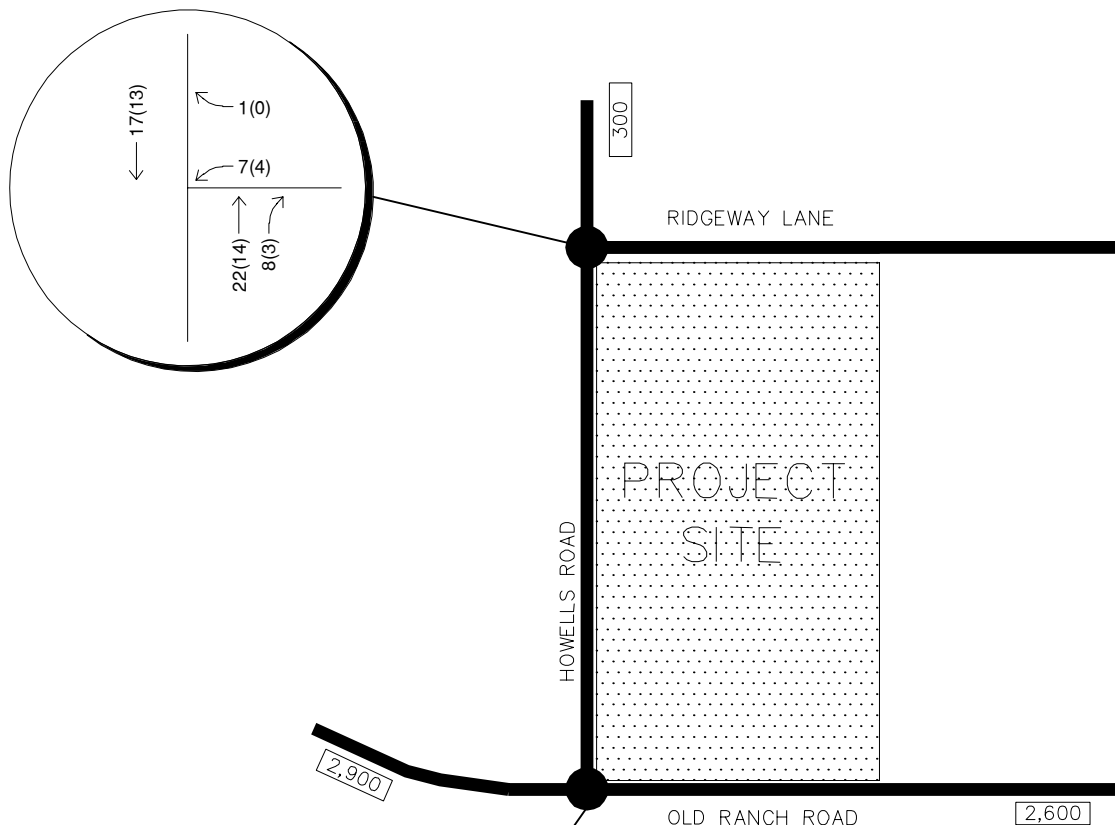 17(13)
1(0)
7(4)
22(14)
8(3)
300
RIDGEWAY LANE
PROJECT
SITE
HOWELLS ROAD
2,900
OLD RANCH ROAD
2,600